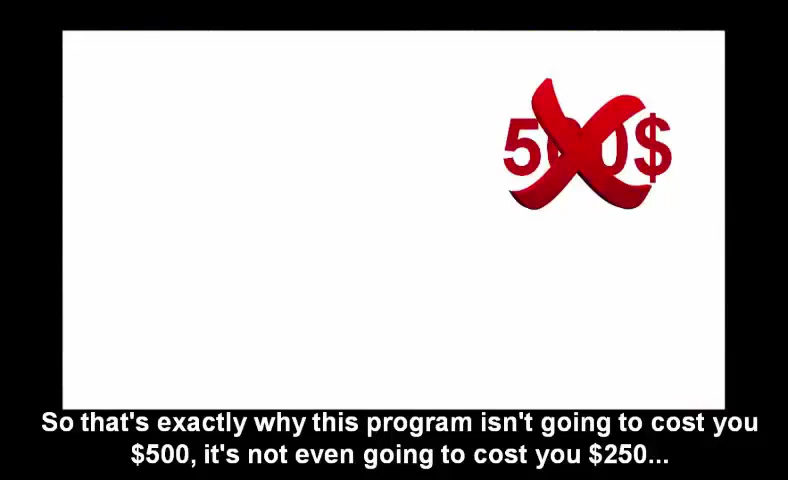 500$
So that's exactly why this program isn't going to cost you
$500, it's not even going to cost you $250...